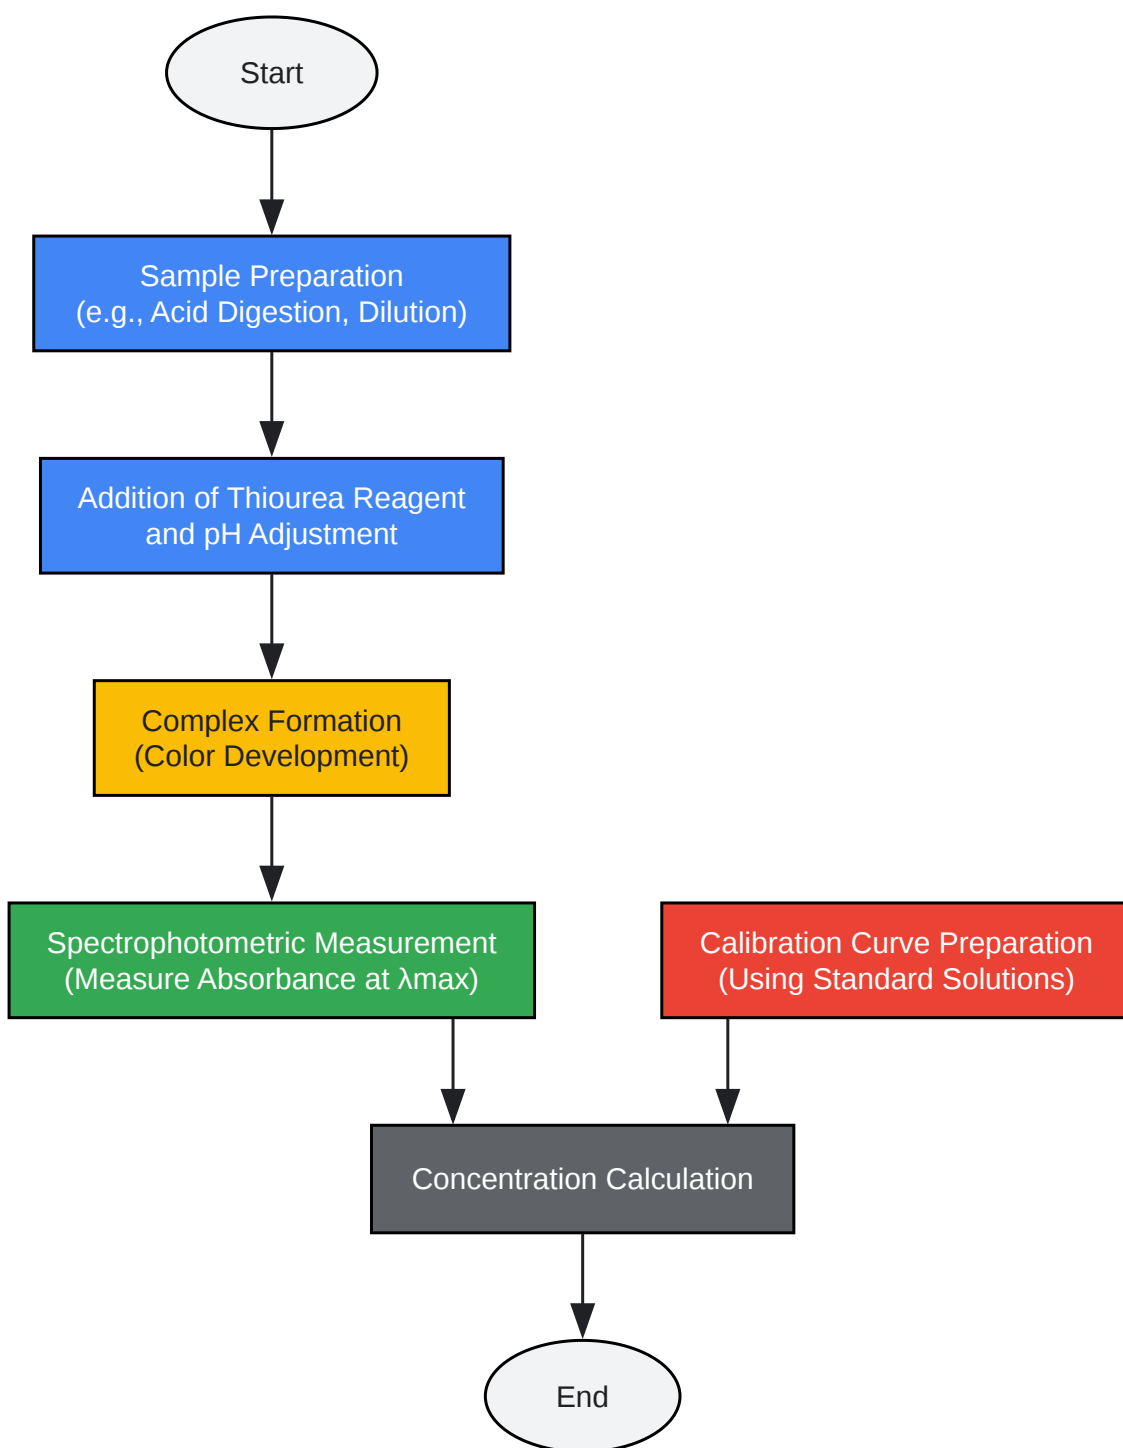 Start
Sample Preparation
(e.g., Acid Digestion, Dilution)
Addition of Thiourea Reagent
and pH Adjustment
Complex Formation
(Color Development)
Spectrophotometric Measurement
(Measure Absorbance at λmax)
Calibration Curve Preparation
(Using Standard Solutions)
Concentration Calculation
End